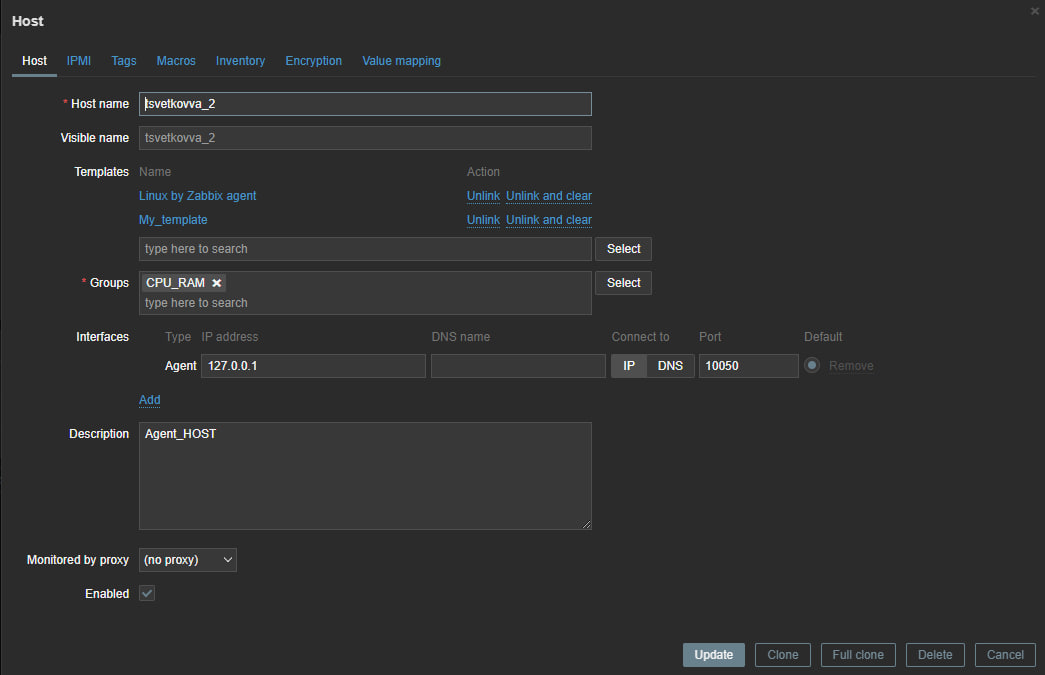 Host
Host IPMI Tags Macros Inventory Encryption Value mapping
* Host name tsvetkovva_2
Visible name tsvetkovva_2
Templates Name Action
Linux by Zabbix agent Unlink Unlink and clear
My_template Unlink Unlink and clear
type here to search Select
* Groups CPU_RAM Select
type here to search
Interfaces Type IP address DNS name Connect to Port Default
Agent 127.0.0.1 IP DNS 10050 Remove
Add
Description Agent_HOST
Monitored by proxy (no proxy)
Enabled
Update Clone Full clone Delete Cancel